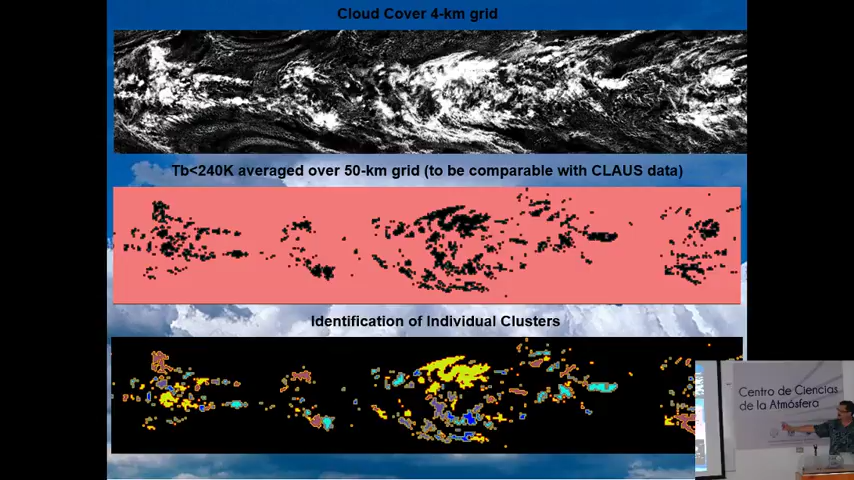 Cloud Cover 4-km grid
Tb<240K averaged over 50-km grid (to be comparable with CLAUS data)
Identification of Individual Clusters
Centro de Ciencias
de la Atmósfera